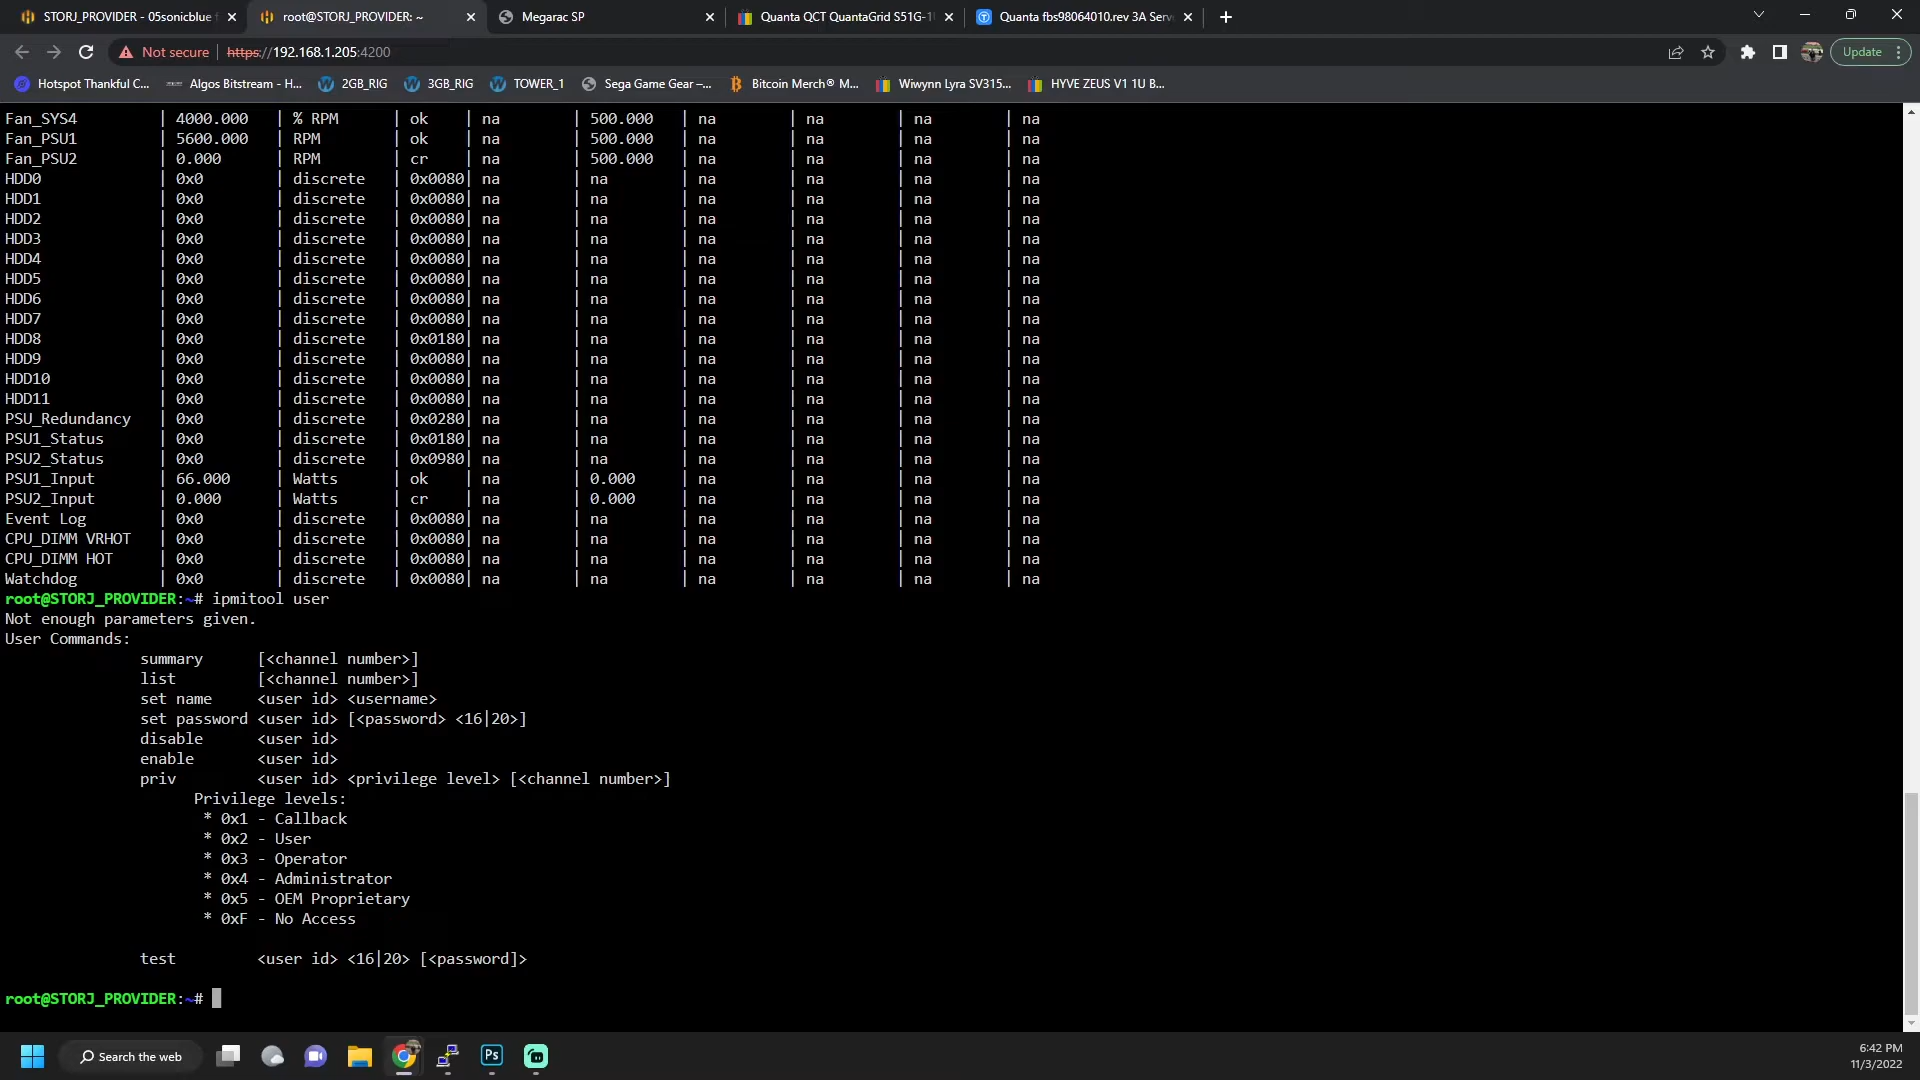 STORJ_PROVIDER - 05sonicblue
root@STORJ_PROVIDER: ~
Megarac SP
Quanta QCT QuantaGrid S51G-1
Quanta fbs98064010.rev 3A Serv
Not secure
https://192.168.1.205:4200
Update
Hotspot Thankful C...
Algos Bitstream - H...
2GB_RIG
3GB_RIG
TOWER_1
Sega Game Gear –...
Bitcoin Merch® M...
Wiwynn Lyra SV315...
HYVE ZEUS V1 1U B...
Fan_SYS4 | 4000.000 | % RPM | ok | na | 500.000 | na | na | na | na
Fan_PSU1 | 5600.000 | RPM | ok | na | 500.000 | na | na | na | na
Fan_PSU2 | 0.000 | RPM | cr | na | 500.000 | na | na | na | na
HDD0 | 0x0 | discrete | 0x0080| na | na | na | na | na | na
HDD1 | 0x0 | discrete | 0x0080| na | na | na | na | na | na
HDD2 | 0x0 | discrete | 0x0080| na | na | na | na | na | na
HDD3 | 0x0 | discrete | 0x0080| na | na | na | na | na | na
HDD4 | 0x0 | discrete | 0x0080| na | na | na | na | na | na
HDD5 | 0x0 | discrete | 0x0080| na | na | na | na | na | na
HDD6 | 0x0 | discrete | 0x0080| na | na | na | na | na | na
HDD7 | 0x0 | discrete | 0x0080| na | na | na | na | na | na
HDD8 | 0x0 | discrete | 0x0180| na | na | na | na | na | na
HDD9 | 0x0 | discrete | 0x0080| na | na | na | na | na | na
HDD10 | 0x0 | discrete | 0x0080| na | na | na | na | na | na
HDD11 | 0x0 | discrete | 0x0080| na | na | na | na | na | na
PSU_Redundancy | 0x0 | discrete | 0x0280| na | na | na | na | na | na
PSU1_Status | 0x0 | discrete | 0x0180| na | na | na | na | na | na
PSU2_Status | 0x0 | discrete | 0x0980| na | na | na | na | na | na
PSU1_Input | 66.000 | Watts | ok | na | 0.000 | na | na | na | na
PSU2_Input | 0.000 | Watts | cr | na | 0.000 | na | na | na | na
Event Log | 0x0 | discrete | 0x0080| na | na | na | na | na | na
CPU_DIMM VRHOT | 0x0 | discrete | 0x0080| na | na | na | na | na | na
CPU_DIMM HOT | 0x0 | discrete | 0x0080| na | na | na | na | na | na
Watchdog | 0x0 | discrete | 0x0080| na | na | na | na | na | na
root@STORJ_PROVIDER:~# ipmitool user
Not enough parameters given.
User Commands:
summary [<channel number>]
list [<channel number>]
set name <user id> <username>
set password <user id> [<password> <16|20>]
disable <user id>
enable <user id>
priv <user id> <privilege level> [<channel number>]
Privilege levels:
* 0x1 - Callback
* 0x2 - User
* 0x3 - Operator
* 0x4 - Administrator
* 0x5 - OEM Proprietary
* 0xF - No Access
test <user id> <16|20> [<password]>
root@STORJ_PROVIDER:~#
Search the web
Ps
6:42 PM
11/3/2022